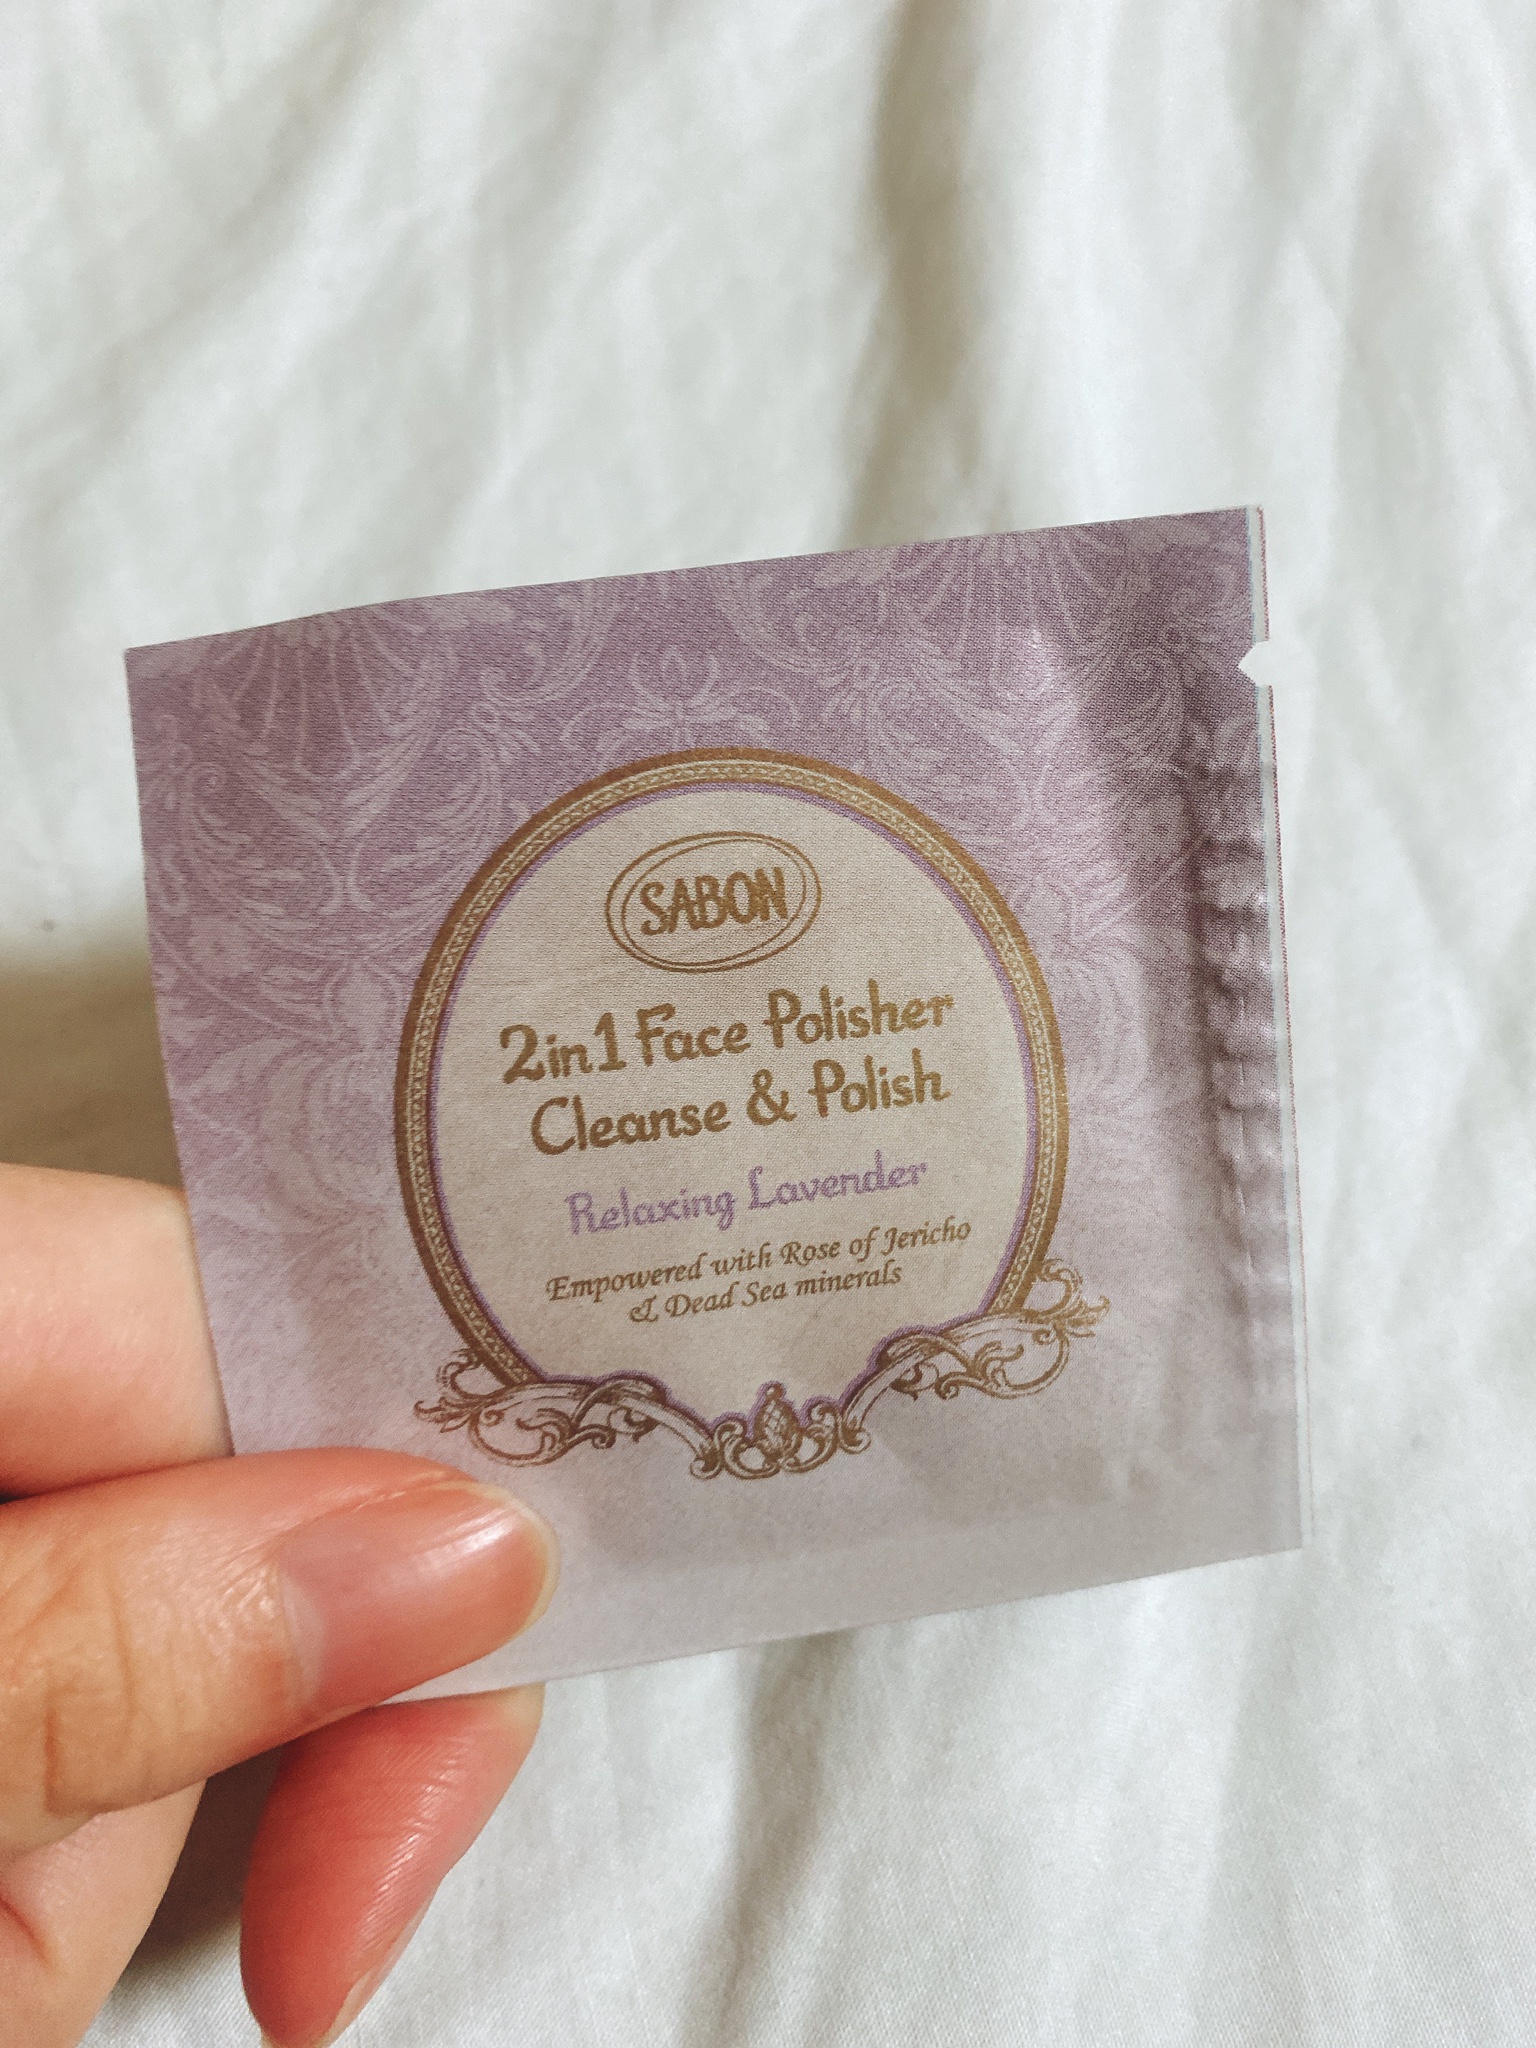 SABON
2in1 Face Polisher
Cleanse & Polish
Relaxing Lavender
Empowered with Rose of Jericho
& Dead Sea minerals